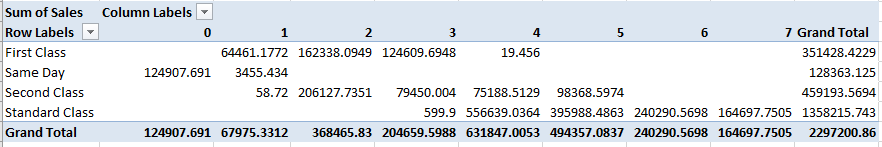 Sum of Sales Column Labels
Row Labels 0 1 2 3 4 5 6 7 Grand Total
First Class 64461.1772 162338.0949 124609.6948 19.456 351428.4229
Same Day 124907.691 3455.434 128363.125
Second Class 58.72 206127.7351 79450.004 75188.5129 98368.5974 459193.5694
Standard Class 599.9 556639.0364 395988.4863 240290.5698 164697.7505 1358215.743
Grand Total 124907.691 67975.3312 368465.83 204659.5988 631847.0053 494357.0837 240290.5698 164697.7505 2297200.86